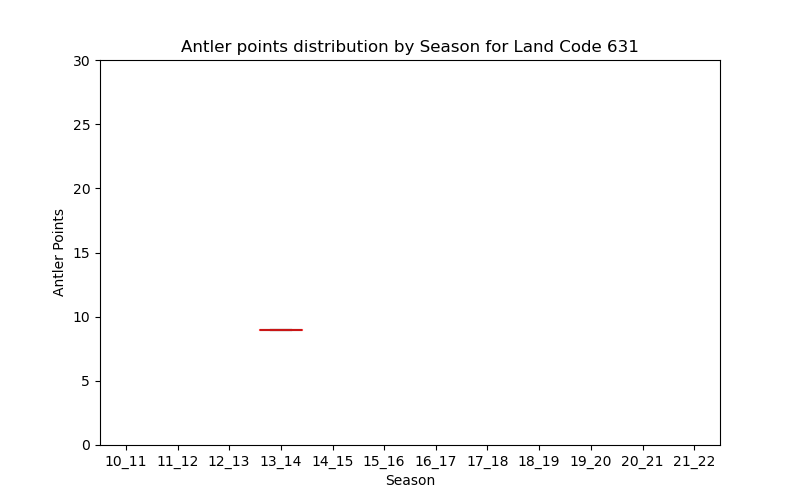 Antler points distribution by Season for Land Code 631
30
25
20
15
10
5
0
Antler Points
10_11 11_12 12_13 13_14 14_15 15_16 16_17 17_18 18_19 19_20 20_21 21_22
Season